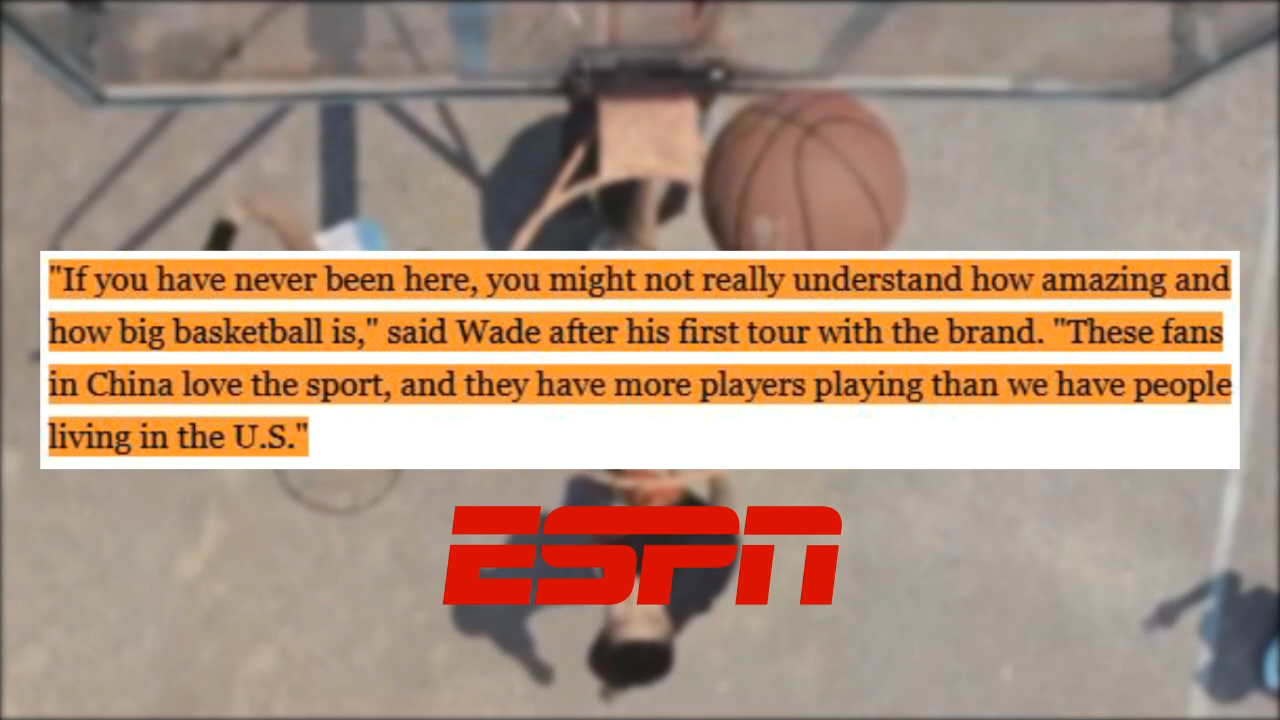 "If you have never been here, you might not really understand how amazing and
how big basketball is," said Wade after his first tour with the brand. "These fans
in China love the sport, and they have more players playing than we have people
living in the U.S."
ESPN